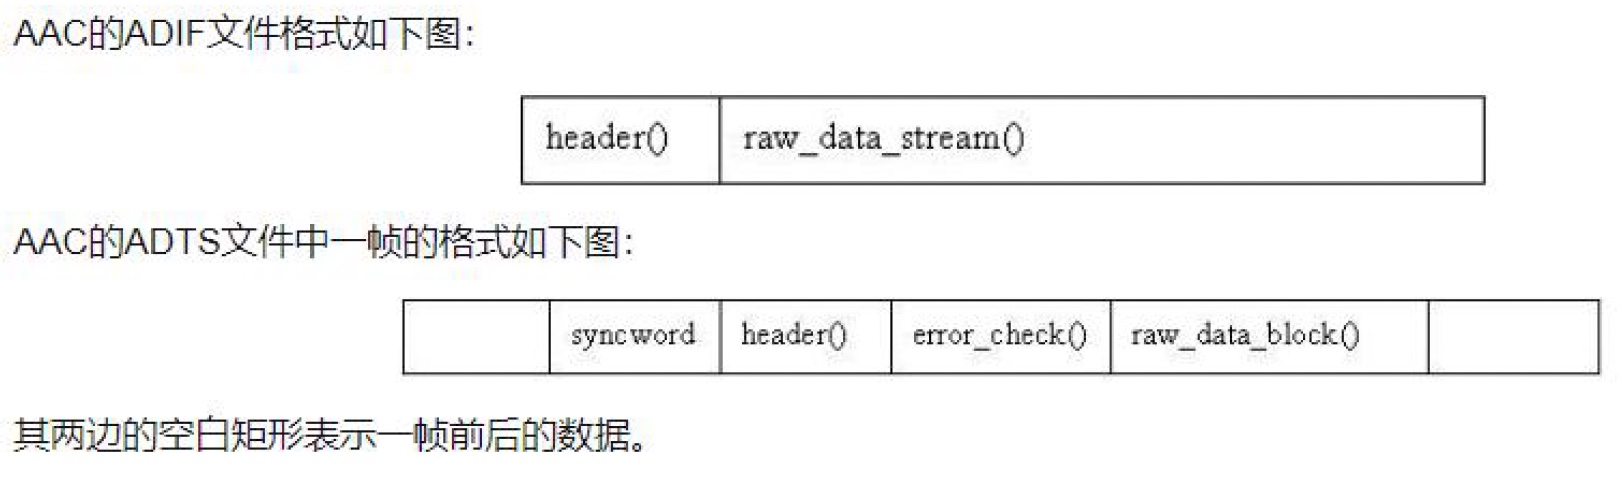 AAC的ADIF文件格式如下图：
header() raw_data_stream()
AAC的ADTS文件中一帧的格式如下图：
syncword header() error_check() raw_data_block()
其两边的空白矩形表示一帧前后的数据。